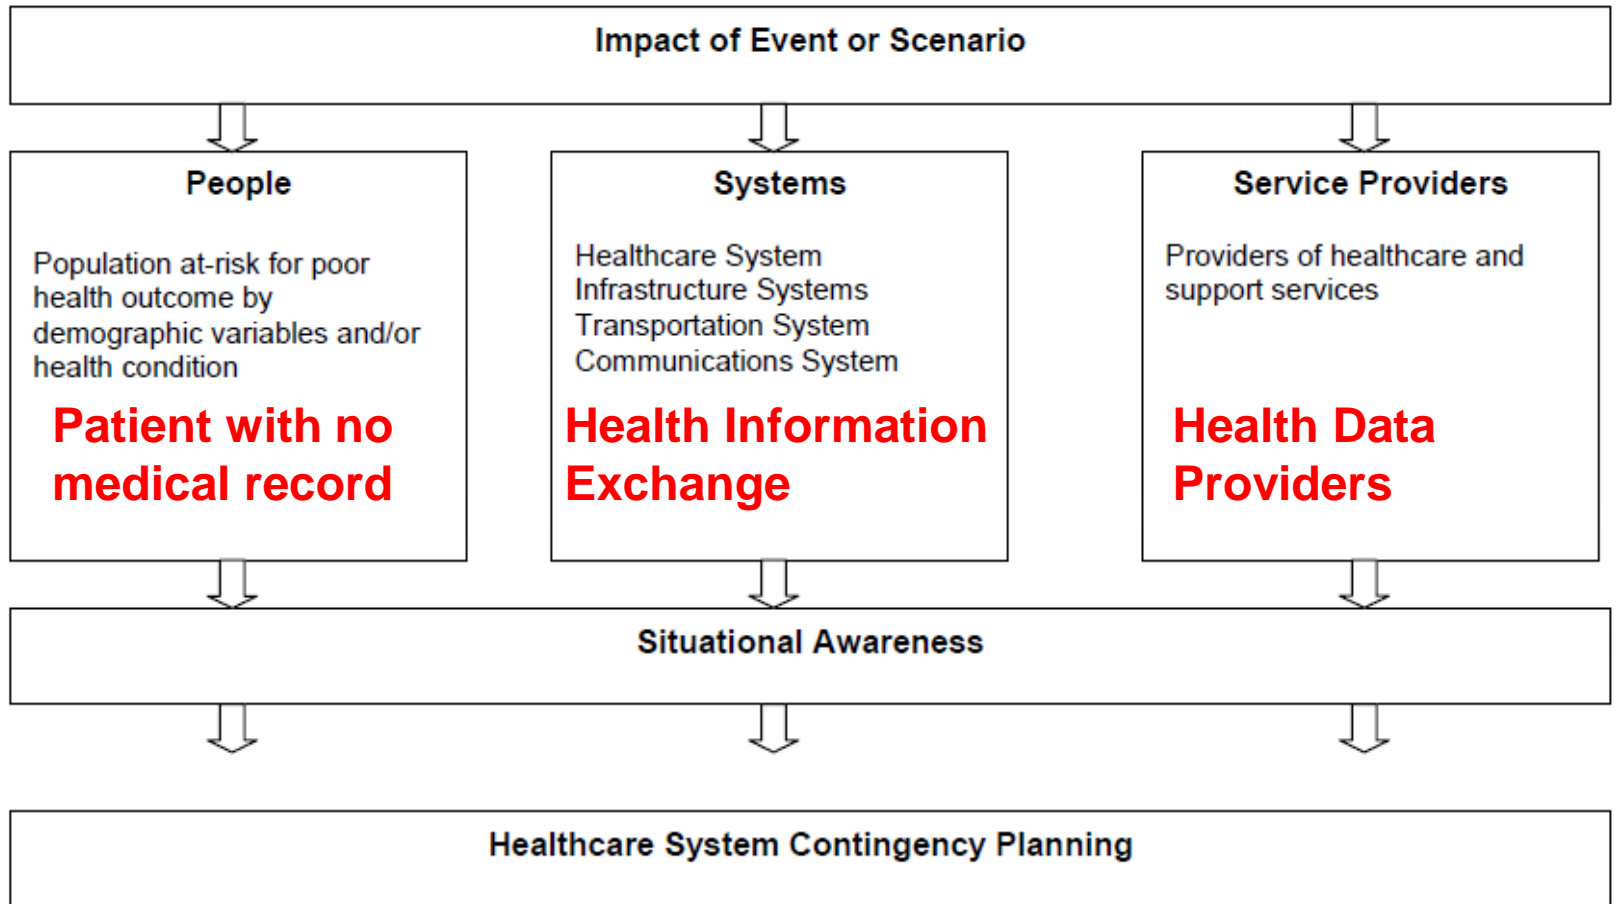 Impact of Event or Scenario
People
Population at-risk for poor
health outcome by
demographic variables and/or
health condition
Patient with no
medical record
Systems
Healthcare System
Infrastructure Systems
Transportation System
Communications System
Health Information
Exchange
Service Providers
Providers of healthcare and
support services
Health Data
Providers
Situational Awareness
Healthcare System Contingency Planning